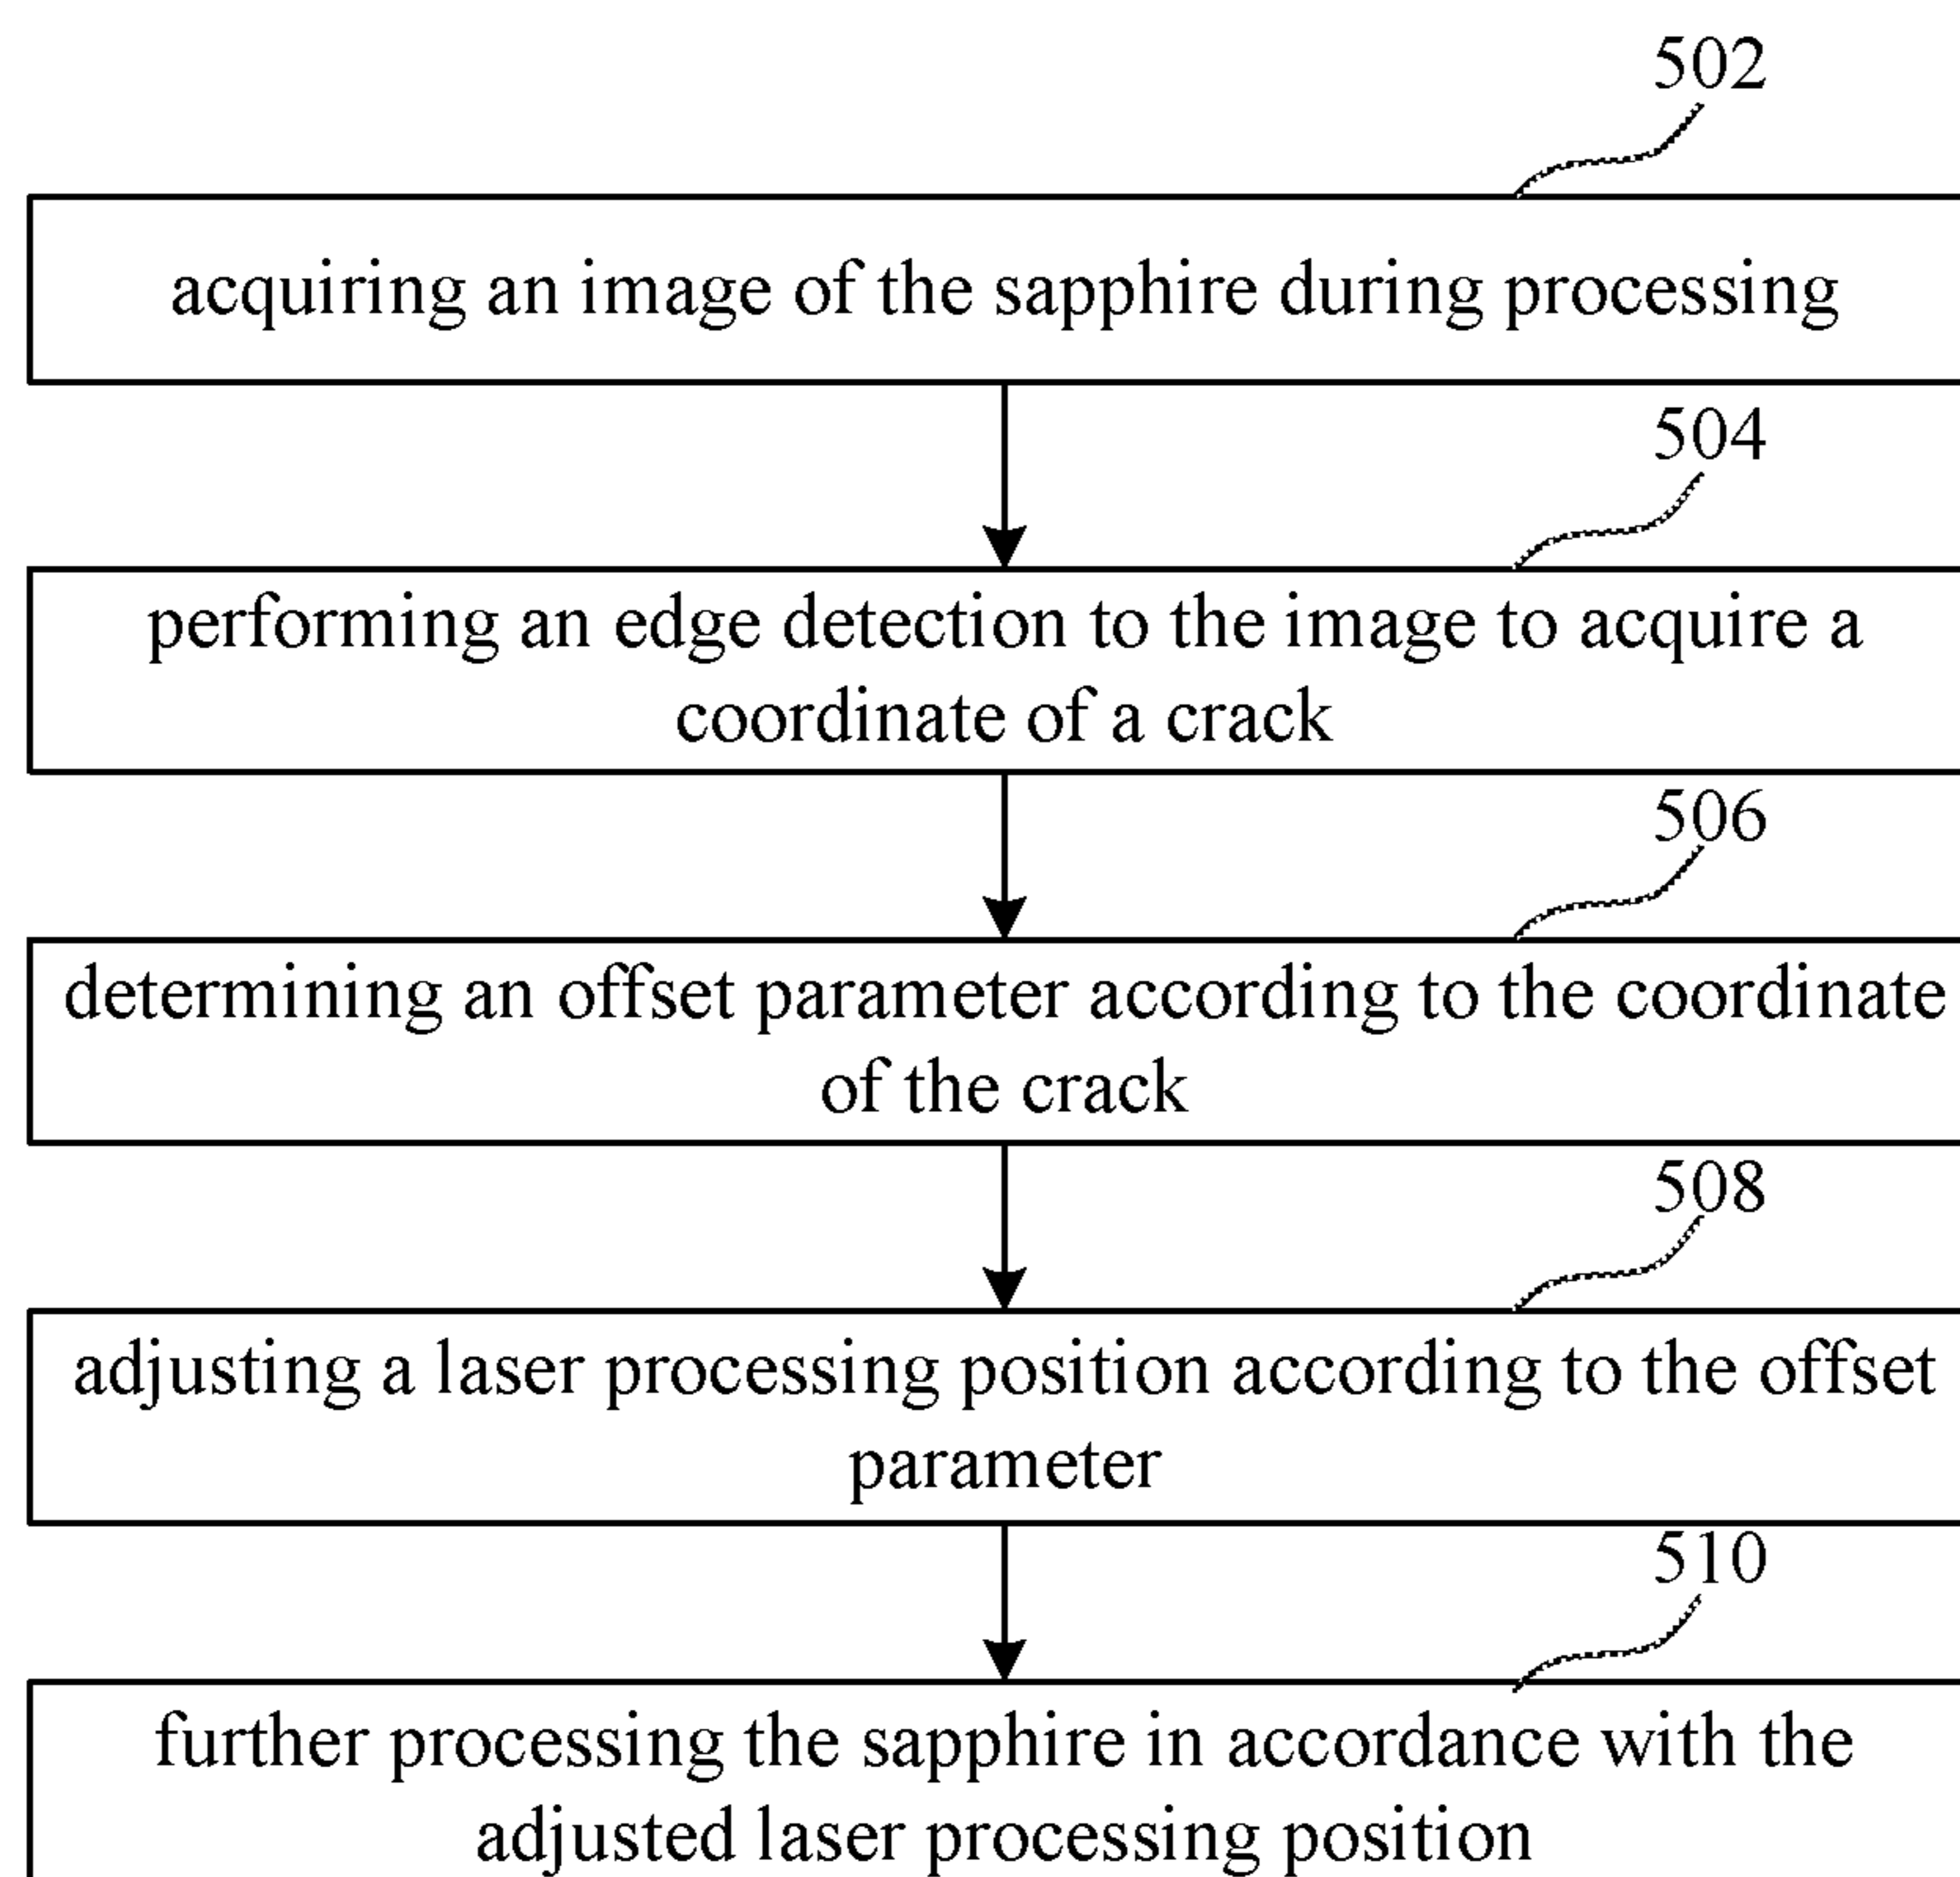 502
acquiring an image of the sapphire during processing
504
performing an edge detection to the image to acquire a
coordinate of a crack
506
determining an offset parameter according to the coordinate
of the crack
508
adjusting a laser processing position according to the offset
parameter
510
further processing the sapphire in accordance with the
adjusted laser processing position